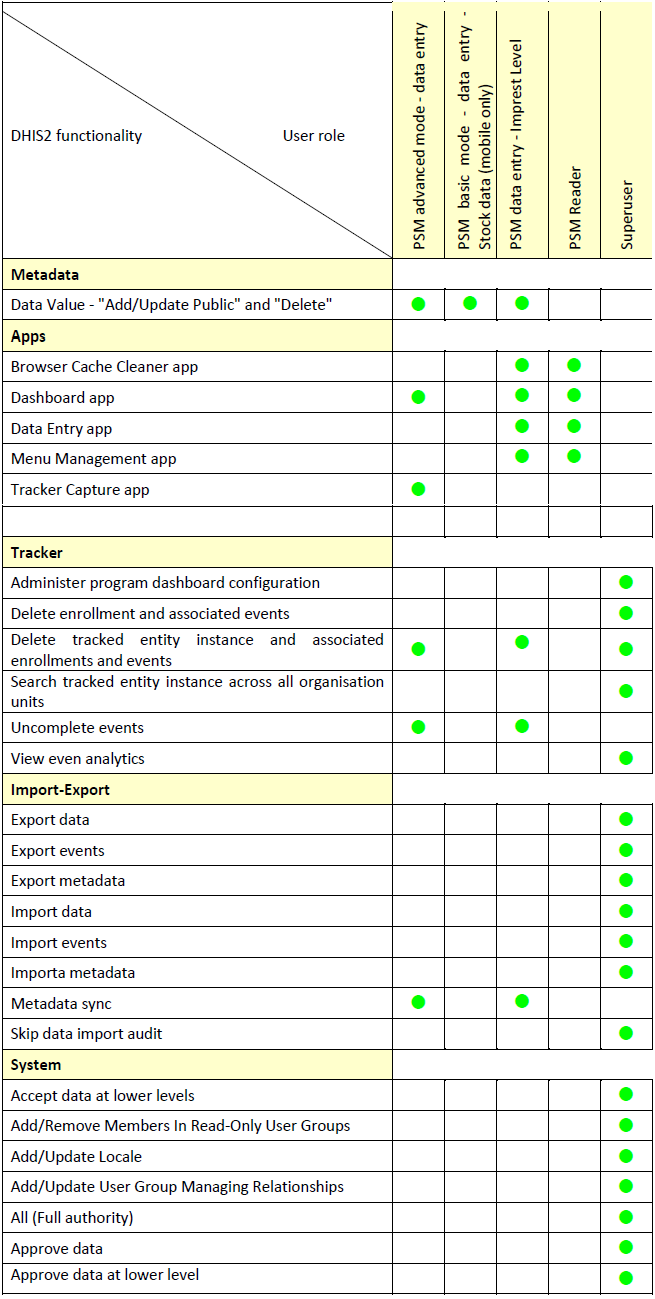 DHIS2 functionality
User role
PSM advanced mode - data entry
PSM basic mode - data entry -
Stock data (mobile only)
PSM data entry - Imprest Level
PSM Reader
Superuser
Metadata
Data Value - "Add/Update Public" and "Delete"
Apps
Browser Cache Cleaner app
Dashboard app
Data Entry app
Menu Management app
Tracker Capture app
Tracker
Administer program dashboard configuration
Delete enrollment and associated events
Delete tracked entity instance and associated
enrollments and events
Search tracked entity instance across all organisation
units
Uncomplete events
View even analytics
Import-Export
Export data
Export events
Export metadata
Import data
Import events
Importa metadata
Metadata sync
Skip data import audit
System
Accept data at lower levels
Add/Remove Members In Read-Only User Groups
Add/Update Locale
Add/Update User Group Managing Relationships
All (Full authority)
Approve data
Approve data at lower level